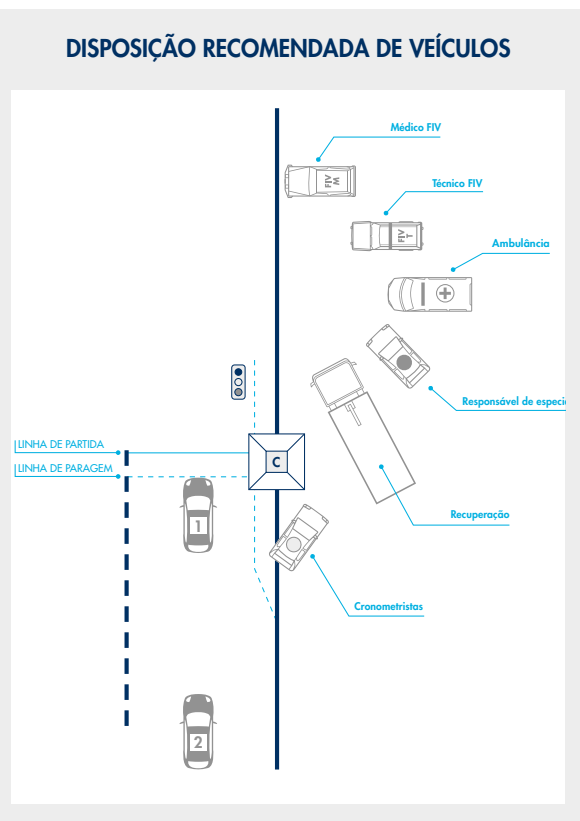 DISPOSIÇÃO RECOMENDADA DE VEÍCULOS
Médico FIV
FIV
M
Técnico FIV
FIV
T
Ambulância
Responsável de especi
LINHA DE PARTIDA
C
LINHA DE PARAGEM
1
Recuperação
Cronometristas
2